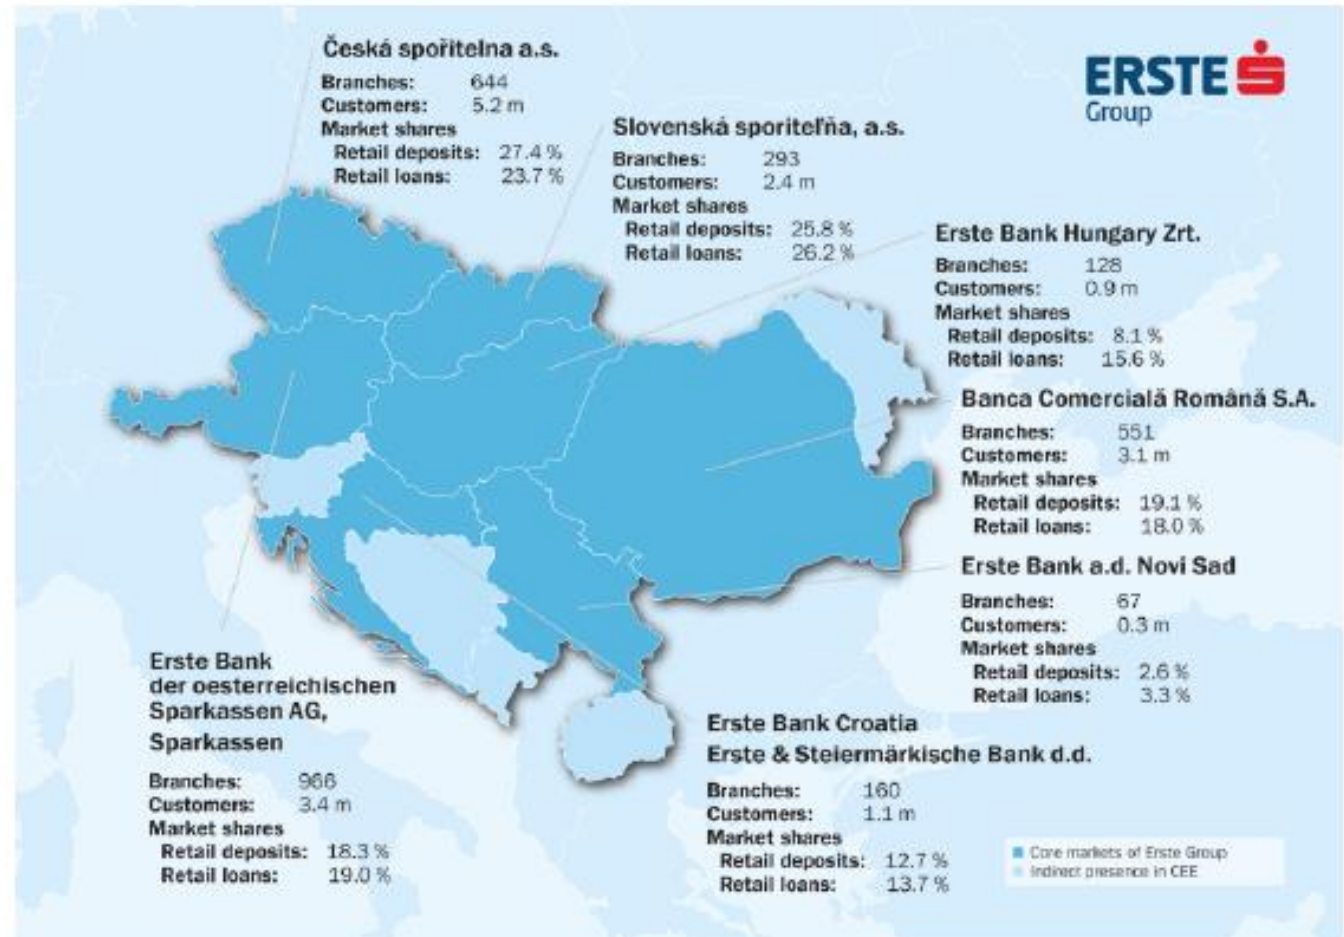 Česká spořitelna a.s.
Branches: 644
Customers: 5.2 m
Market shares
Retail deposits: 27.4 %
Retail loans: 23.7 %
ERSTE
Group
Slovenská sporiteľňa, a.s.
Branches: 293
Customers: 2.4 m
Market shares
Retail deposits: 25.8 %
Retail loans: 26.2 %
Erste Bank Hungary Zrt.
Branches: 128
Customers: 0.9 m
Market shares
Retail deposits: 8.1 %
Retail loans: 15.6 %
Banca Comercială Română S.A.
Branches: 551
Customers: 3.1 m
Market shares
Retail deposits: 19.1 %
Retail loans: 18.0 %
Erste Bank a.d. Novi Sad
Branches: 67
Customers: 0.3 m
Market shares
Retail deposits: 2.6 %
Retail loans: 3.3 %
Erste Bank
der oesterreichischen
Sparkassen AG,
Sparkassen
Branches: 966
Customers: 3.4 m
Market shares
Retail deposits: 18.3 %
Retail loans: 19.0 %
Erste Bank Croatia
Erste & Steiermärkische Bank d.d.
Branches: 160
Customers: 1.1 m
Market shares
Retail deposits: 12.7 %
Retail loans: 13.7 %
Core markets of Erste Group
Indirect presence in CEE